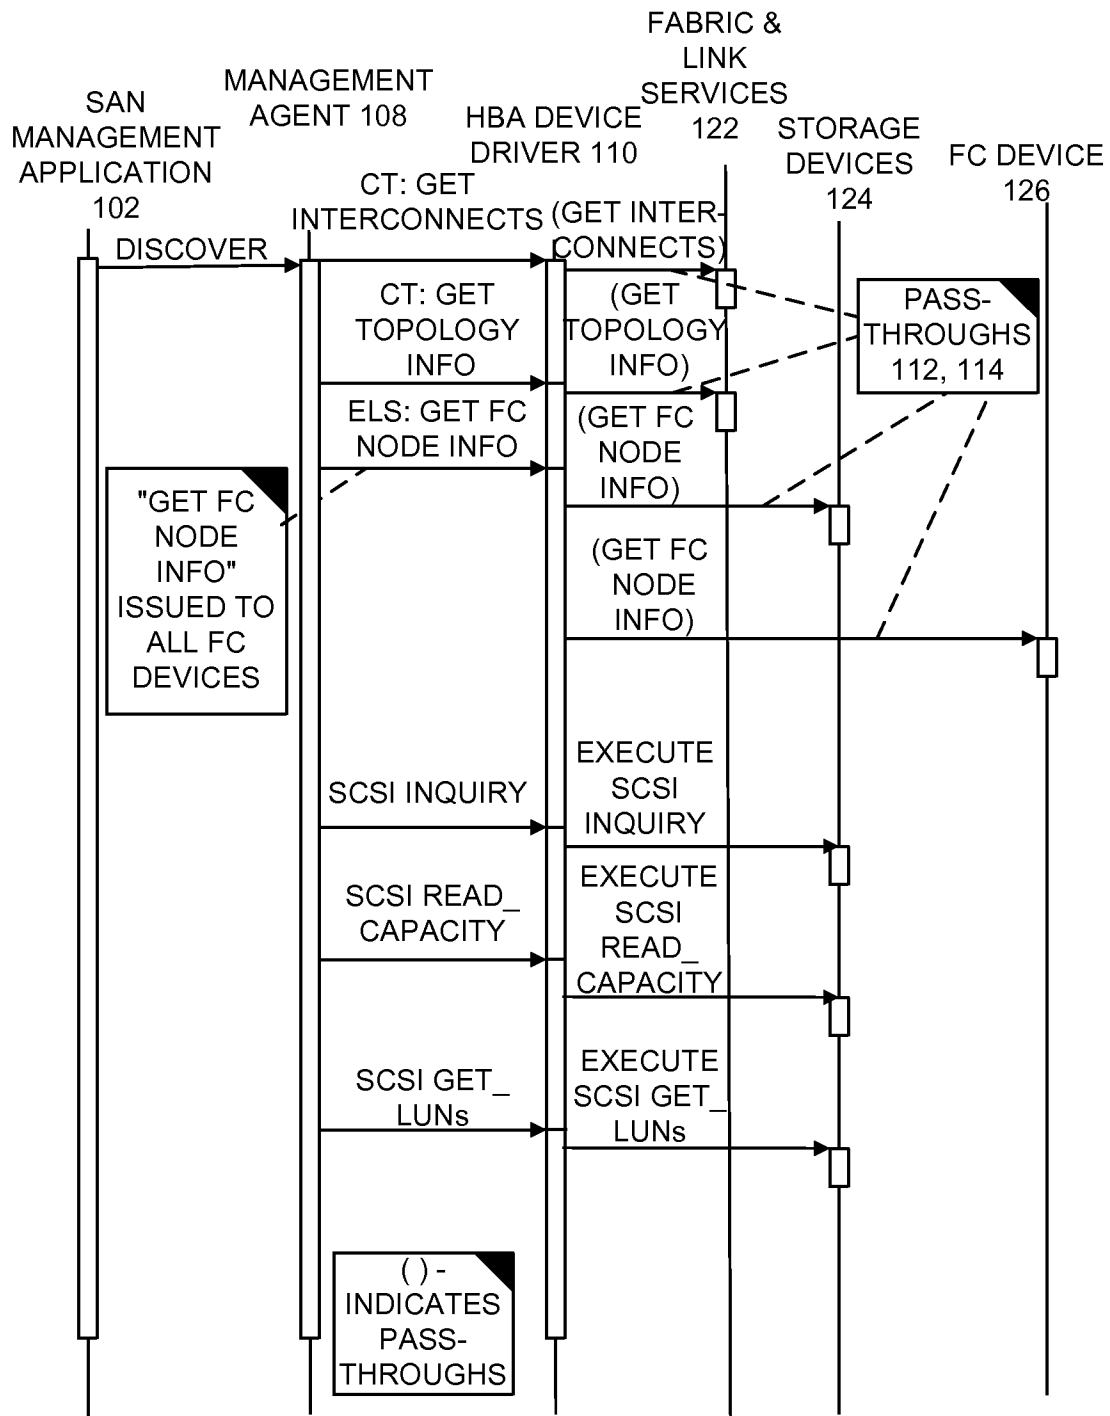 SAN
MANAGEMENT
APPLICATION
102
MANAGEMENT
AGENT 108
HBA DEVICE
DRIVER 110
FABRIC &
LINK
SERVICES
122
STORAGE
DEVICES
124
FC DEVICE
126
DISCOVER
CT: GET
INTERCONNECTS
(GET INTER-
CONNECTS)
CT: GET
TOPOLOGY
INFO
(GET
TOPOLOGY
INFO)
PASS-
THROUGHS
112, 114
ELS: GET FC
NODE INFO
(GET FC
NODE
INFO)
"GET FC
NODE
INFO"
ISSUED TO
ALL FC
DEVICES
(GET FC
NODE
INFO)
SCSI INQUIRY
EXECUTE
SCSI
INQUIRY
SCSI READ_
CAPACITY
EXECUTE
SCSI
READ_
CAPACITY
SCSI GET_
LUNs
EXECUTE
SCSI GET_
LUNs
( ) -
INDICATES
PASS-
THROUGHS